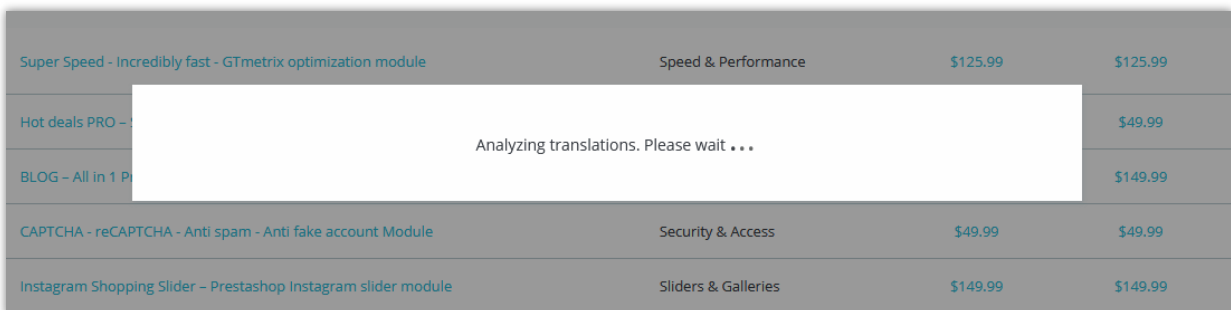 Super Speed - Incredibly fast - GTmetrix optimization module Speed & Performance $125.99 $125.99
Hot deals PRO – $49.99
Analyzing translations. Please wait ...
BLOG – All in 1 $149.99
CAPTCHA - reCAPTCHA - Anti spam - Anti fake account Module Security & Access $49.99 $49.99
Instagram Shopping Slider – Prestashop Instagram slider module Sliders & Galleries $149.99 $149.99